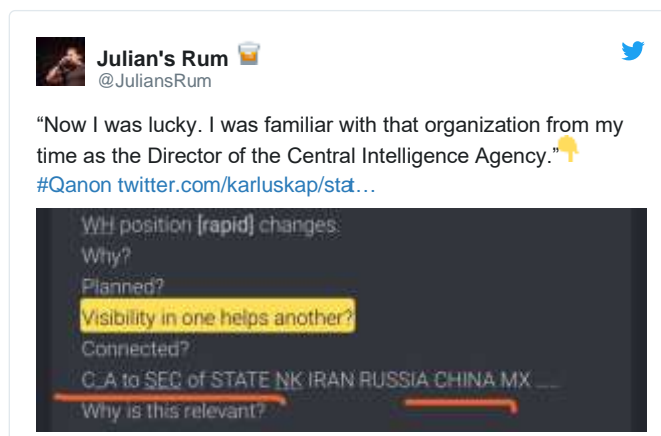 Julian's Rum
@JuliansRum
“Now I was lucky. I was familiar with that organization from my
time as the Director of the Central Intelligence Agency.”
#Qanon twitter.com/karluskap/stat…
WH position [rapid] changes.
Why?
Planned?
Visibility in one helps another?
Connected?
C_A to SEC of STATE NK IRAN RUSSIA CHINA MX ___
Why is this relevant?